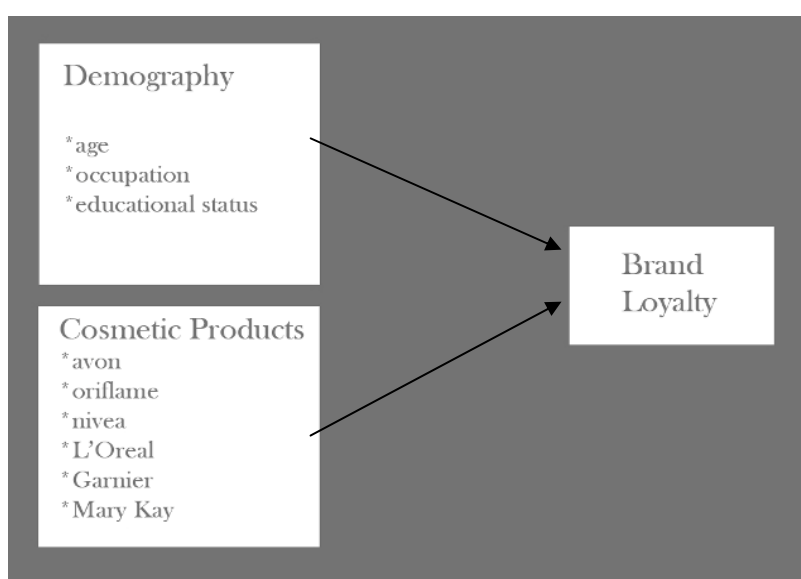 Demography
*age
*occupation
*educational status
Cosmetic Products
*avon
*oriflame
*nivea
*L’Oreal
*Garnier
*Mary Kay
Brand
Loyalty